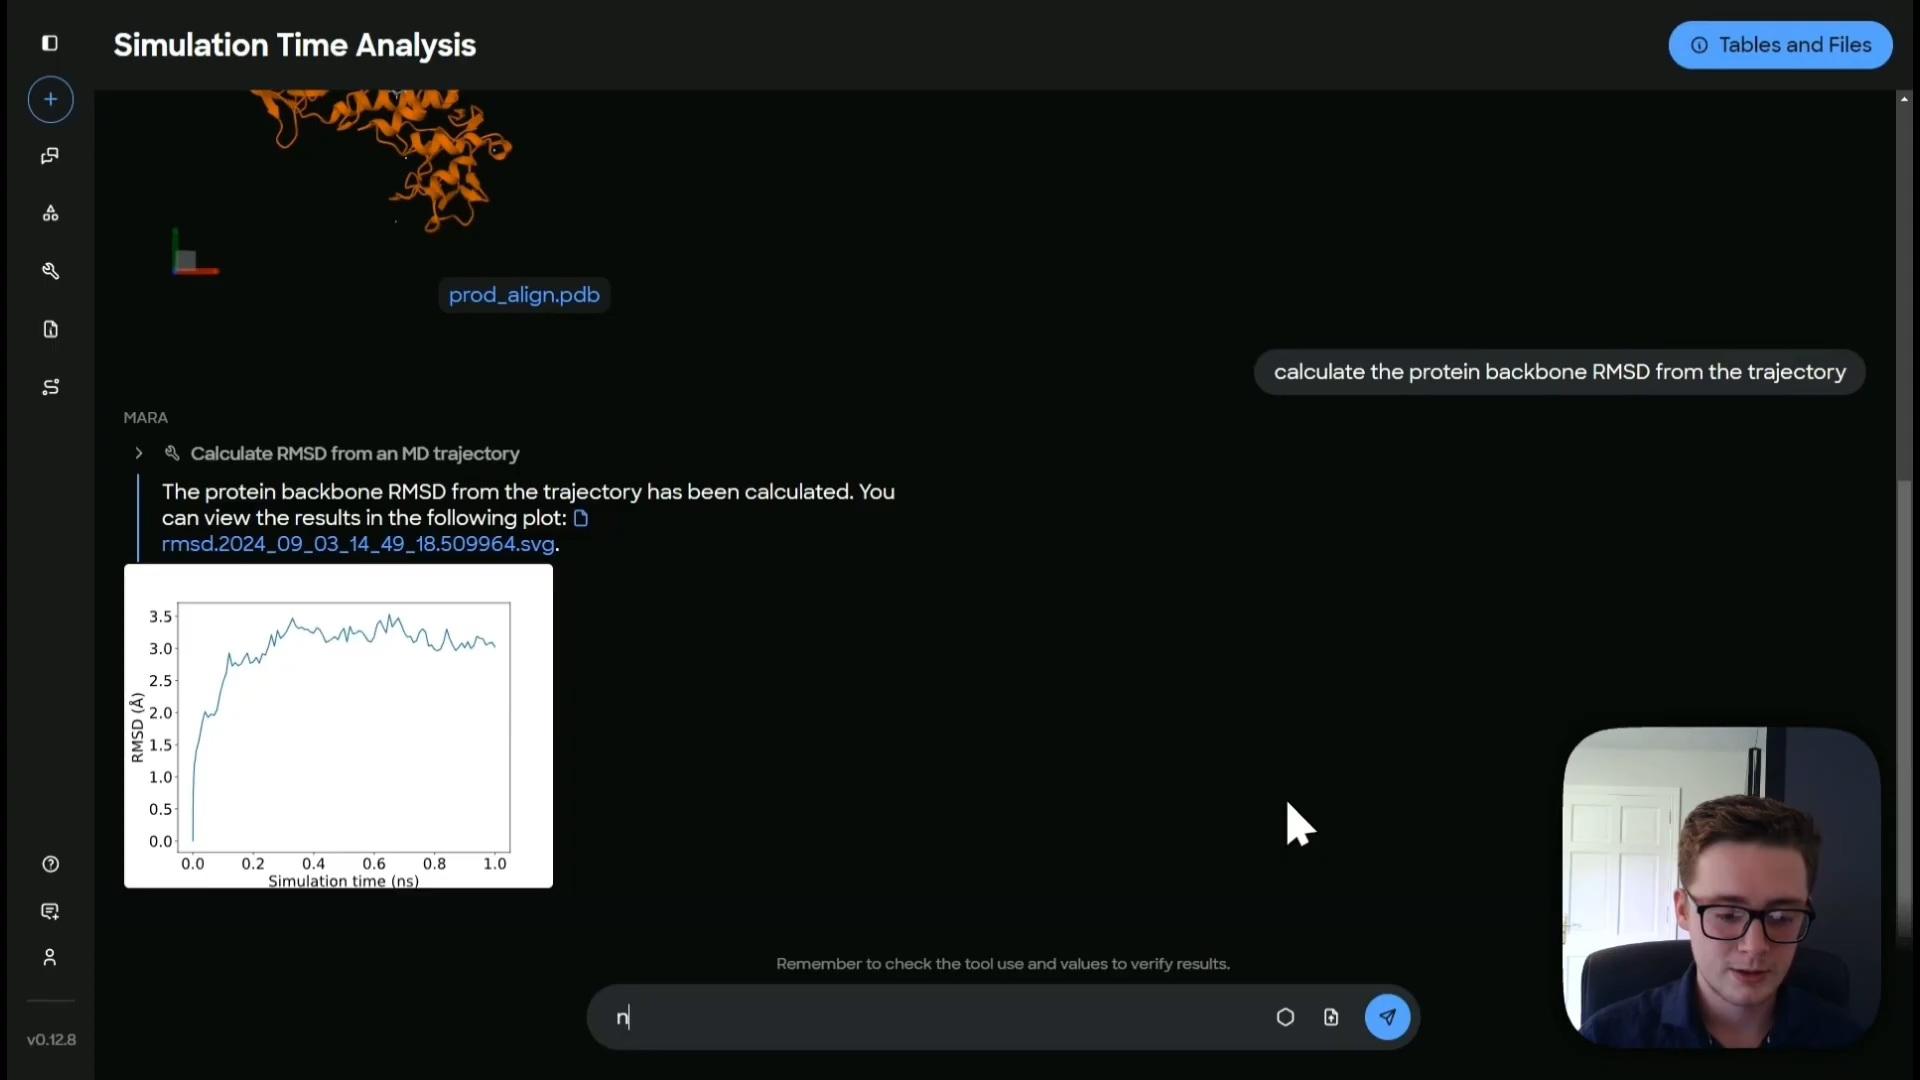 Simulation Time Analysis
Tables and Files
prod_align.pdb
calculate the protein backbone RMSD from the trajectory
MARA
Calculate RMSD from an MD trajectory
The protein backbone RMSD from the trajectory has been calculated. You
can view the results in the following plot:
rmsd.2024_09_03_14_49_18.509964.svg.
RMSD (Å)
3.5
3.0
2.5
2.0
1.5
1.0
0.5
0.0
0.0 0.2 0.4 0.6 0.8 1.0
Simulation time (ns)
Remember to check the tool use and values to verify results.
n
v0.12.8